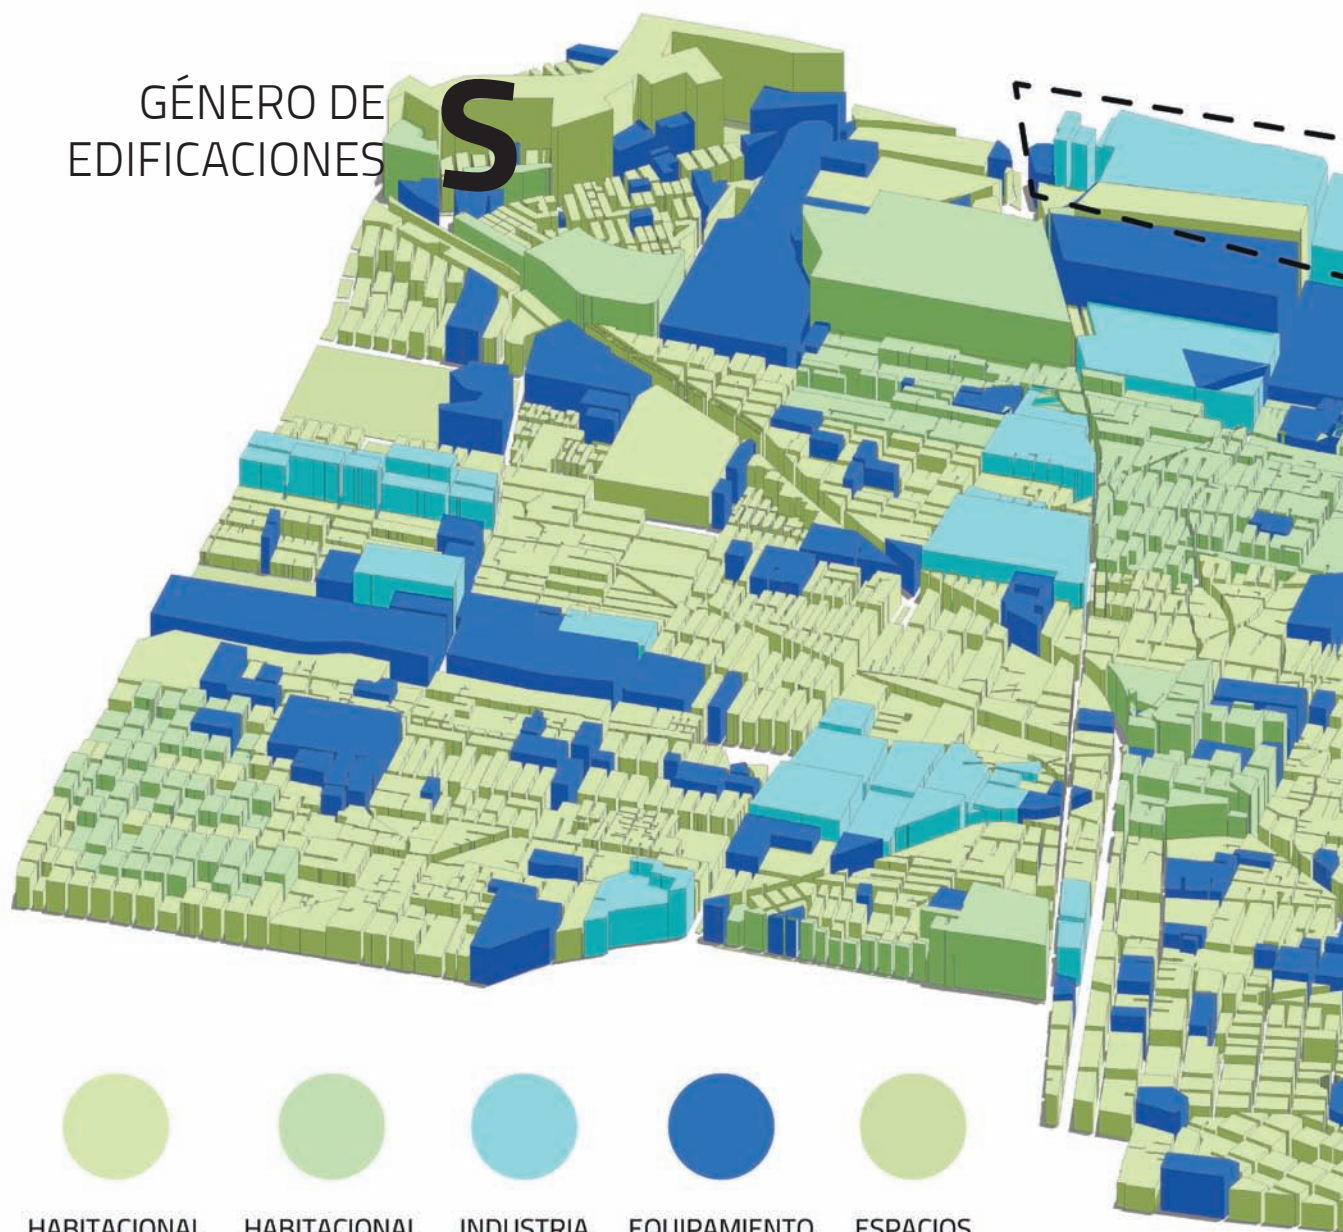 GÉNERO DE
EDIFICACIONES S
HABITACIONAL HABITACIONAL INDUSTRIA EQUIPAMIENTO ESPACIOS